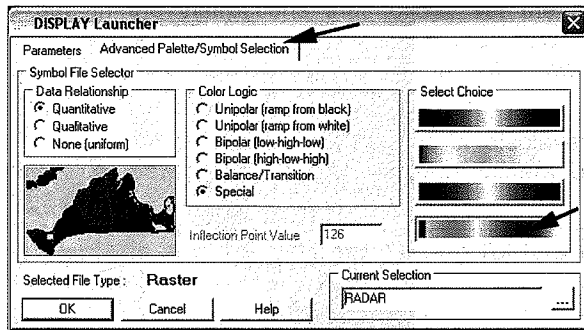 DISPLAY Launcher
Parameters
Advanced Palette/Symbol Selection
Symbol File Selector
Data Relationship
Quantitative
Qualitative
None (uniform)
Color Logic
Unipolar (ramp from black)
Unipolar (ramp from white)
Bipolar (low-high-low)
Bipolar (high-low-high)
Balance/Transition
Special
Inflection Point Value
126
Select Choice
Selected File Type :
Raster
OK
Cancel
Help
Current Selection
RADAR
...